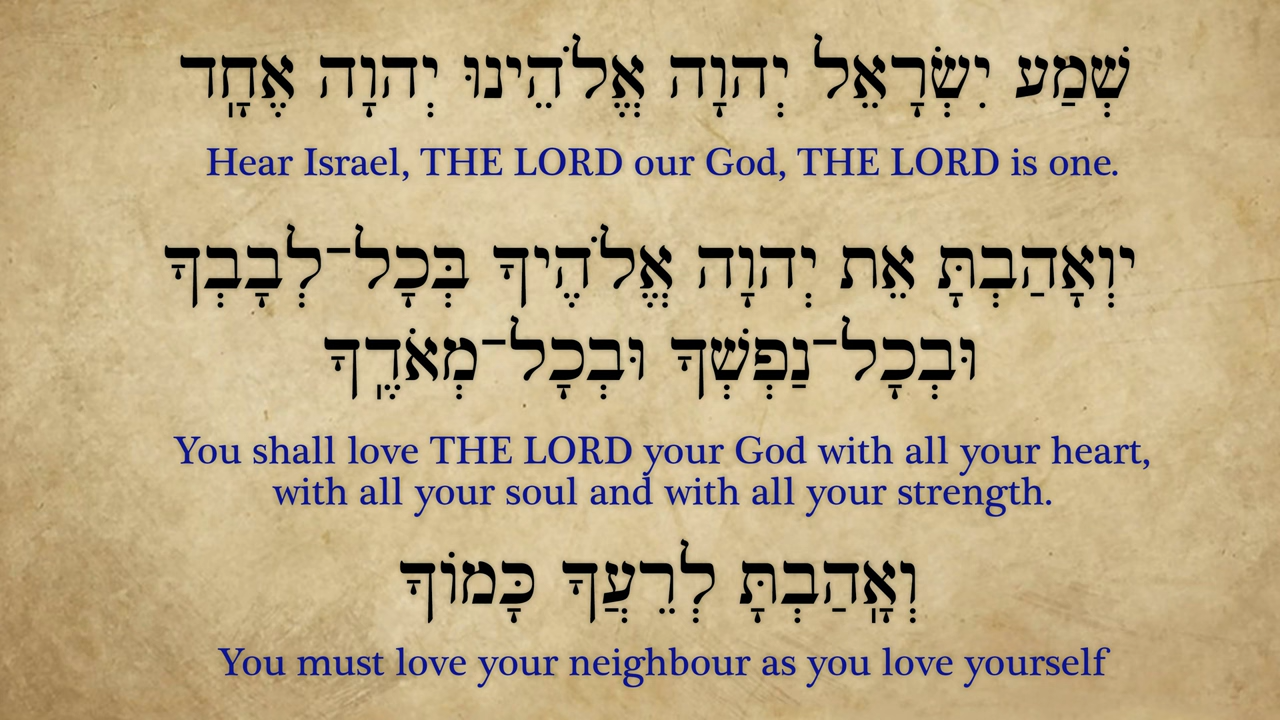 שְׁמַע יִשְׂרָאֵל יְהוָה אֱלֹהֵינוּ יְהוָה אֶחָֽד
Hear Israel, THE LORD our God, THE LORD is one.
יוְאָהַבְתָּ אֵת יְהוָה אֱלֹהֶיךָ בְּכָל־לְבָבְךָ
וּבְכָל־נַפְשְׁךָ וּבְכָל־מְאֹדֶֽךָ
You shall love THE LORD your God with all your heart,
with all your soul and with all your strength.
וְאָֽהַבְתָּ לְרֵעֲךָ כָּמוֹךָ
You must love your neighbour as you love yourself